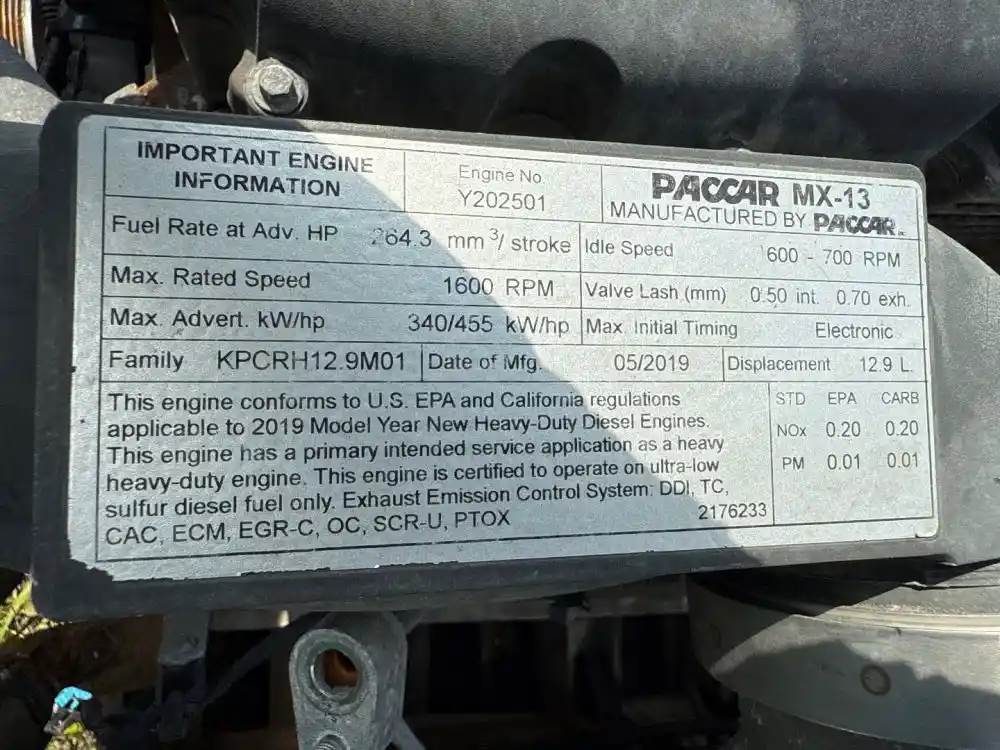 IMPORTANT ENGINE
INFORMATION
Engine No
Y202501
PACCAR MX-13
MANUFACTURED BY PACCAR
Fuel Rate at Adv. HP 264.3 mm³/ stroke
Idle Speed 600 - 700 RPM
Max. Rated Speed 1600 RPM
Valve Lash (mm) 0.50 int. 0.70 exh.
Max. Advert. kW/hp 340/455 kW/hp
Max Initial Timing Electronic
Family KPCRH12.9M01
Date of Mfg. 05/2019
Displacement 12.9 L.
This engine conforms to U.S. EPA and California regulations
applicable to 2019 Model Year New Heavy-Duty Diesel Engines.
This engine has a primary intended service application as a heavy
heavy-duty engine. This engine is certified to operate on ultra-low
sulfur diesel fuel only. Exhaust Emission Control System: DDI, TC,
CAC, ECM, EGR-C, OC, SCR-U, PTOX
2176233
STD EPA CARB
NOx 0.20 0.20
PM 0.01 0.01